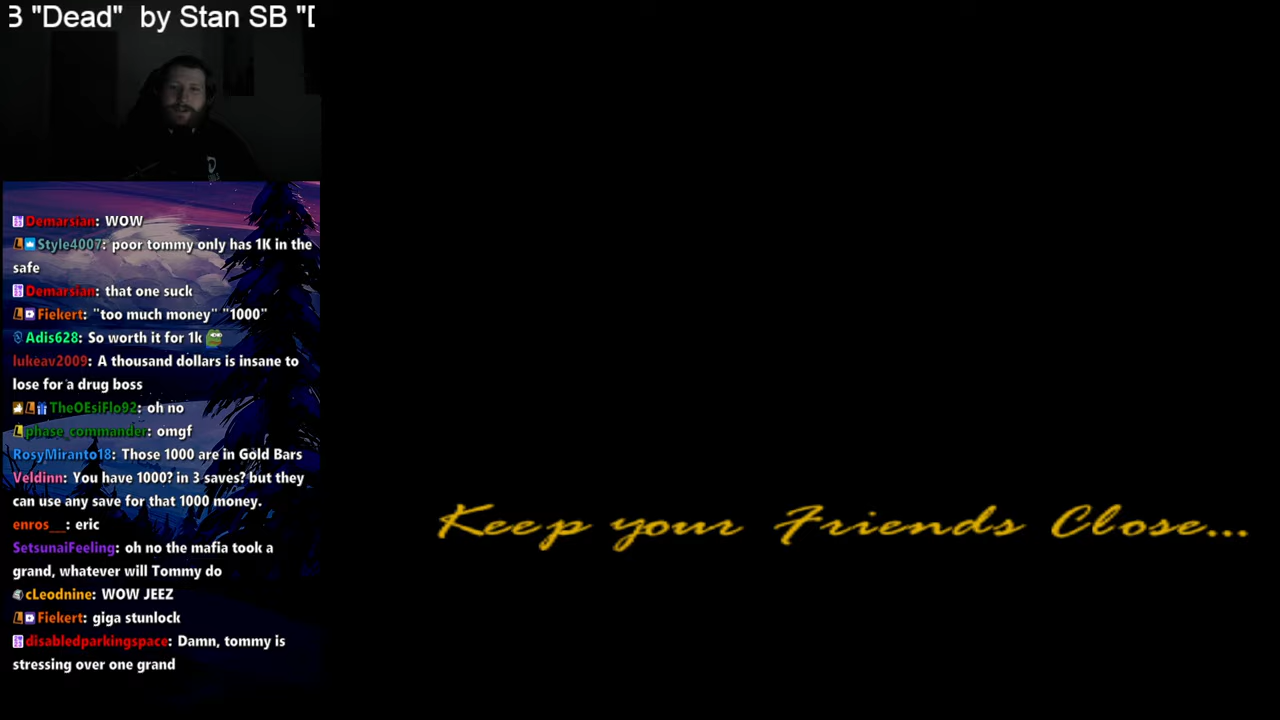 3 "Dead" by Stan SB "D
Demarsian: WOW
Style4007: poor tommy only has 1K in the
safe
Demarsian: that one suck
Fiekert: "too much money" "1000"
Adis628: So worth it for 1k
lukeav2009: A thousand dollars is insane to
lose for a drug boss
TheOEsiFlo92: oh no
phase_commander: omgf
RosyMiranto18: Those 1000 are in Gold Bars
Veldinn: You have 1000? in 3 saves? but they
can use any save for that 1000 money.
enros__: eric
SetsunaiFeeling: oh no the mafia took a
grand, whatever will Tommy do
cLeodnine: WOW JEEZ
Fiekert: giga stunlock
disabledparkingspace: Damn, tommy is
stressing over one grand
Keep your Friends Close...